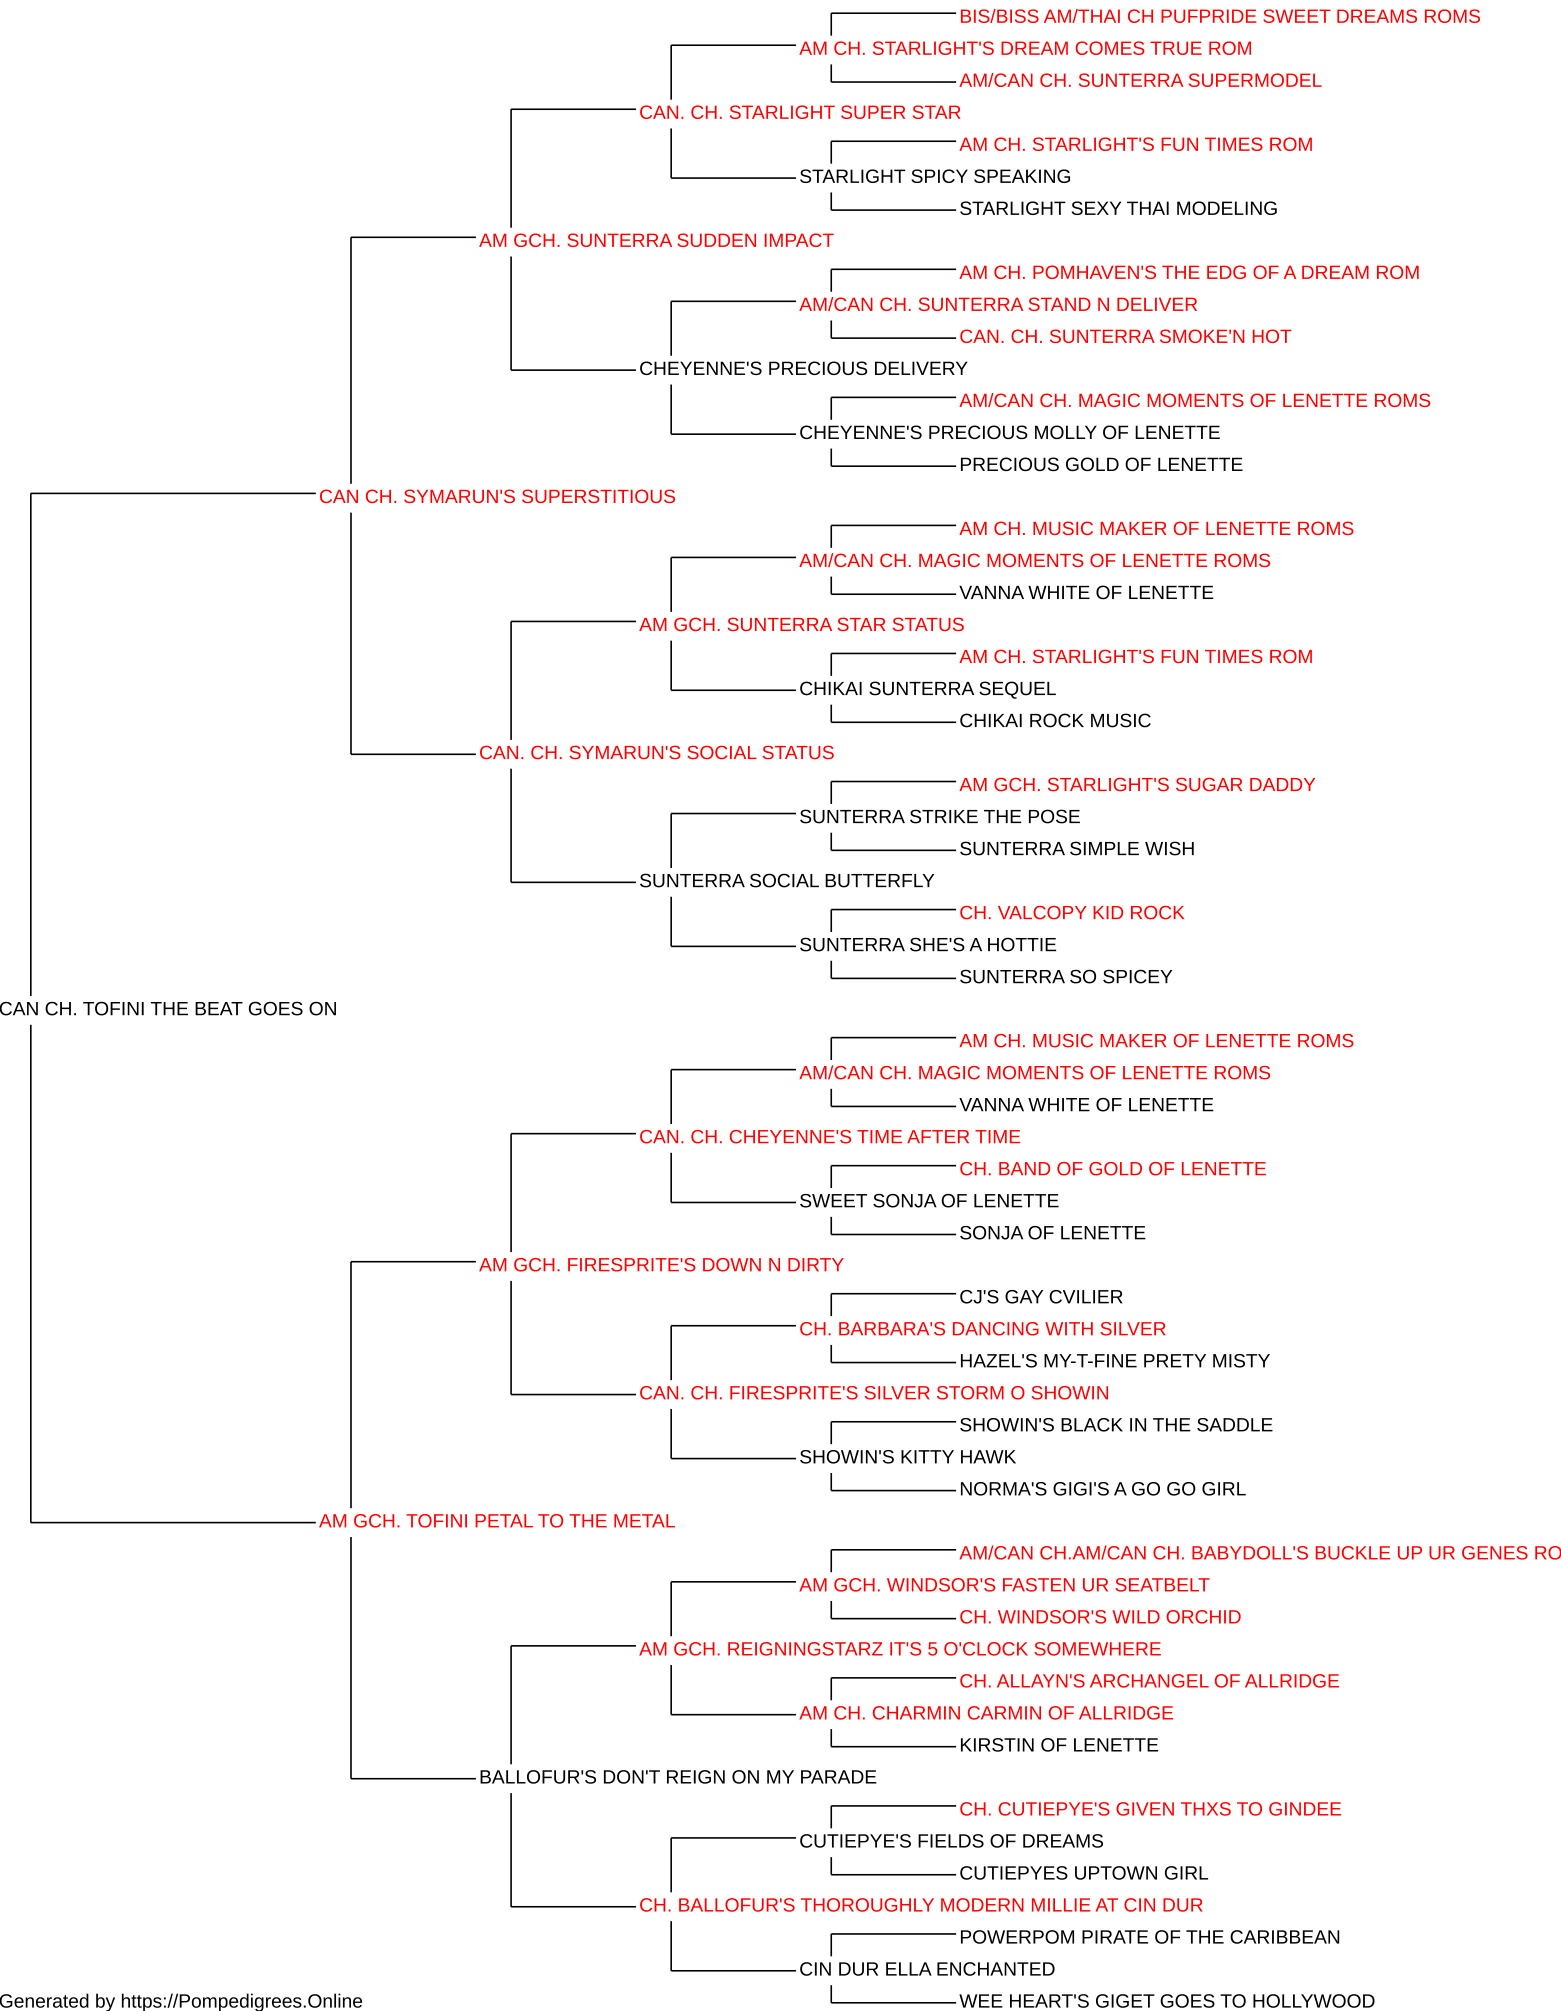 BIS/BISS AM/THAI CH PUFPRIDE SWEET DREAMS ROMS
AM CH. STARLIGHT'S DREAM COMES TRUE ROM
AM/CAN CH. SUNTERRA SUPERMODEL
CAN. CH. STARLIGHT SUPER STAR
AM CH. STARLIGHT'S FUN TIMES ROM
STARLIGHT SPICY SPEAKING
STARLIGHT SEXY THAI MODELING
AM GCH. SUNTERRA SUDDEN IMPACT
AM CH. POMHAVEN'S THE EDG OF A DREAM ROM
AM/CAN CH. SUNTERRA STAND N DELIVER
CAN. CH. SUNTERRA SMOKE'N HOT
CHEYENNE'S PRECIOUS DELIVERY
AM/CAN CH. MAGIC MOMENTS OF LENETTE ROMS
CHEYENNE'S PRECIOUS MOLLY OF LENETTE
PRECIOUS GOLD OF LENETTE
CAN CH. SYMARUN'S SUPERSTITIOUS
AM CH. MUSIC MAKER OF LENETTE ROMS
AM/CAN CH. MAGIC MOMENTS OF LENETTE ROMS
VANNA WHITE OF LENETTE
AM GCH. SUNTERRA STAR STATUS
AM CH. STARLIGHT'S FUN TIMES ROM
CHIKAI SUNTERRA SEQUEL
CHIKAI ROCK MUSIC
CAN. CH. SYMARUN'S SOCIAL STATUS
AM GCH. STARLIGHT'S SUGAR DADDY
SUNTERRA STRIKE THE POSE
SUNTERRA SIMPLE WISH
SUNTERRA SOCIAL BUTTERFLY
CH. VALCOPY KID ROCK
SUNTERRA SHE'S A HOTTIE
SUNTERRA SO SPICEY
CAN CH. TOFINI THE BEAT GOES ON
AM CH. MUSIC MAKER OF LENETTE ROMS
AM/CAN CH. MAGIC MOMENTS OF LENETTE ROMS
VANNA WHITE OF LENETTE
CAN. CH. CHEYENNE'S TIME AFTER TIME
CH. BAND OF GOLD OF LENETTE
SWEET SONJA OF LENETTE
SONJA OF LENETTE
AM GCH. FIRESPRITE'S DOWN N DIRTY
CJ'S GAY CVILIER
CH. BARBARA'S DANCING WITH SILVER
HAZEL'S MY-T-FINE PRETY MISTY
CAN. CH. FIRESPRITE'S SILVER STORM O SHOWIN
SHOWIN'S BLACK IN THE SADDLE
SHOWIN'S KITTY HAWK
NORMA'S GIGI'S A GO GO GIRL
AM GCH. TOFINI PETAL TO THE METAL
AM/CAN CH.AM/CAN CH. BABYDOLL'S BUCKLE UP UR GENES RO
AM GCH. WINDSOR'S FASTEN UR SEATBELT
CH. WINDSOR'S WILD ORCHID
AM GCH. REIGNINGSTARZ IT'S 5 O'CLOCK SOMEWHERE
CH. ALLAYN'S ARCHANGEL OF ALLRIDGE
AM CH. CHARMIN CARMIN OF ALLRIDGE
KIRSTIN OF LENETTE
BALLOFUR'S DON'T REIGN ON MY PARADE
CH. CUTIEPYE'S GIVEN THXS TO GINDEE
CUTIEPYE'S FIELDS OF DREAMS
CUTIEPYES UPTOWN GIRL
CH. BALLOFUR'S THOROUGHLY MODERN MILLIE AT CIN DUR
POWERPOM PIRATE OF THE CARIBBEAN
CIN DUR ELLA ENCHANTED
WEE HEART'S GIGET GOES TO HOLLYWOOD
Generated by https://Pompedigrees.Online